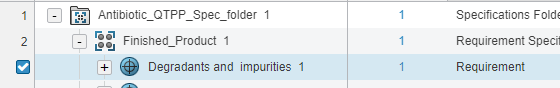 1 Antibiotic_QTPP_Spec_folder 1 1 Specifications Folde
2 Finished_Product 1 1 Requirement Specif
Degradants and impurities 1 1 Requirement